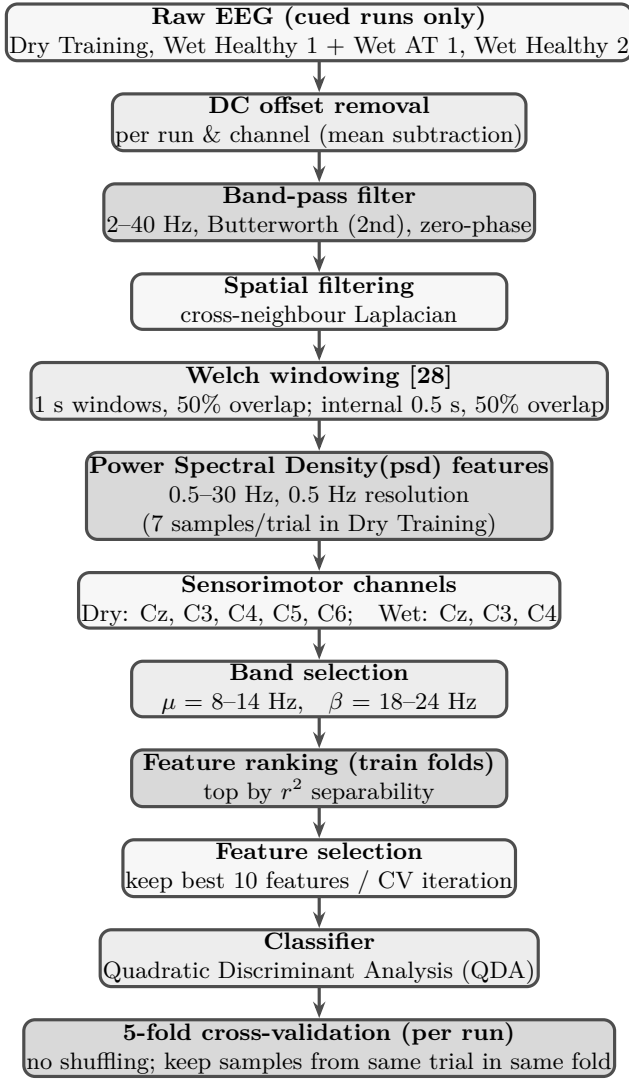 Raw EEG (cued runs only)
Dry Training, Wet Healthy 1 + Wet AT 1, Wet Healthy 2
DC offset removal
per run & channel (mean subtraction)
Band-pass filter
2–40 Hz, Butterworth (2nd), zero-phase
Spatial filtering
cross-neighbour Laplacian
Welch windowing [28]
1 s windows, 50% overlap; internal 0.5 s, 50% overlap
Power Spectral Density(psd) features
0.5–30 Hz, 0.5 Hz resolution
(7 samples/trial in Dry Training)
Sensorimotor channels
Dry: Cz, C3, C4, C5, C6; Wet: Cz, C3, C4
Band selection
μ = 8–14 Hz, β = 18–24 Hz
Feature ranking (train folds)
top by r² separability
Feature selection
keep best 10 features / CV iteration
Classifier
Quadratic Discriminant Analysis (QDA)
5-fold cross-validation (per run)
no shuffling; keep samples from same trial in same fold